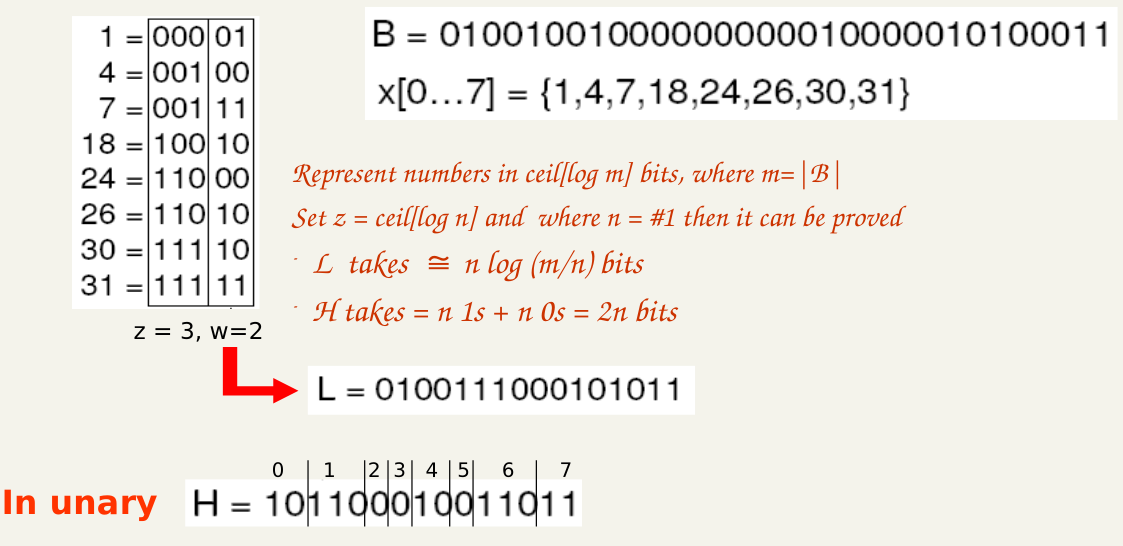 1 = 000 01
4 = 001 00
7 = 001 11
18 = 100 10
24 = 110 00
26 = 110 10
30 = 111 10
31 = 111 11
z = 3, w=2
B = 01001001000000000010000010100011
x[0...7] = {1,4,7,18,24,26,30,31}
Represent numbers in ceil[log m] bits, where m= |B|
Set z = ceil[log n] and where n = #1 then it can be proved
L takes ≅ n log (m/n) bits
H takes = n 1s + n 0s = 2n bits
L = 0100111000101011
0 1 2 3 4 5 6 7
In unary H = 101100010011011